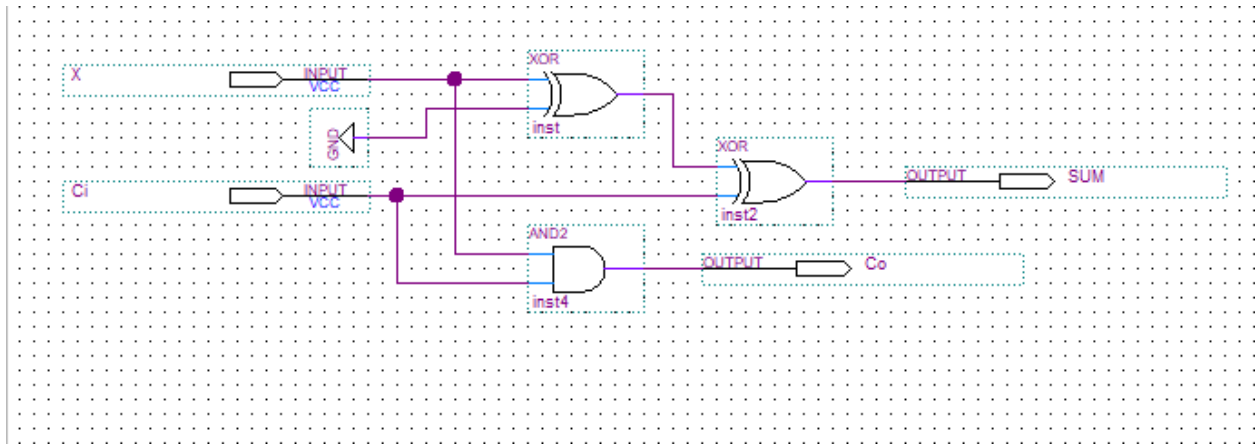 X
INPUT
VCC
XOR
inst
GND
XOR
inst2
OUTPUT
SUM
Ci
INPUT
VCC
AND2
inst4
OUTPUT
Co